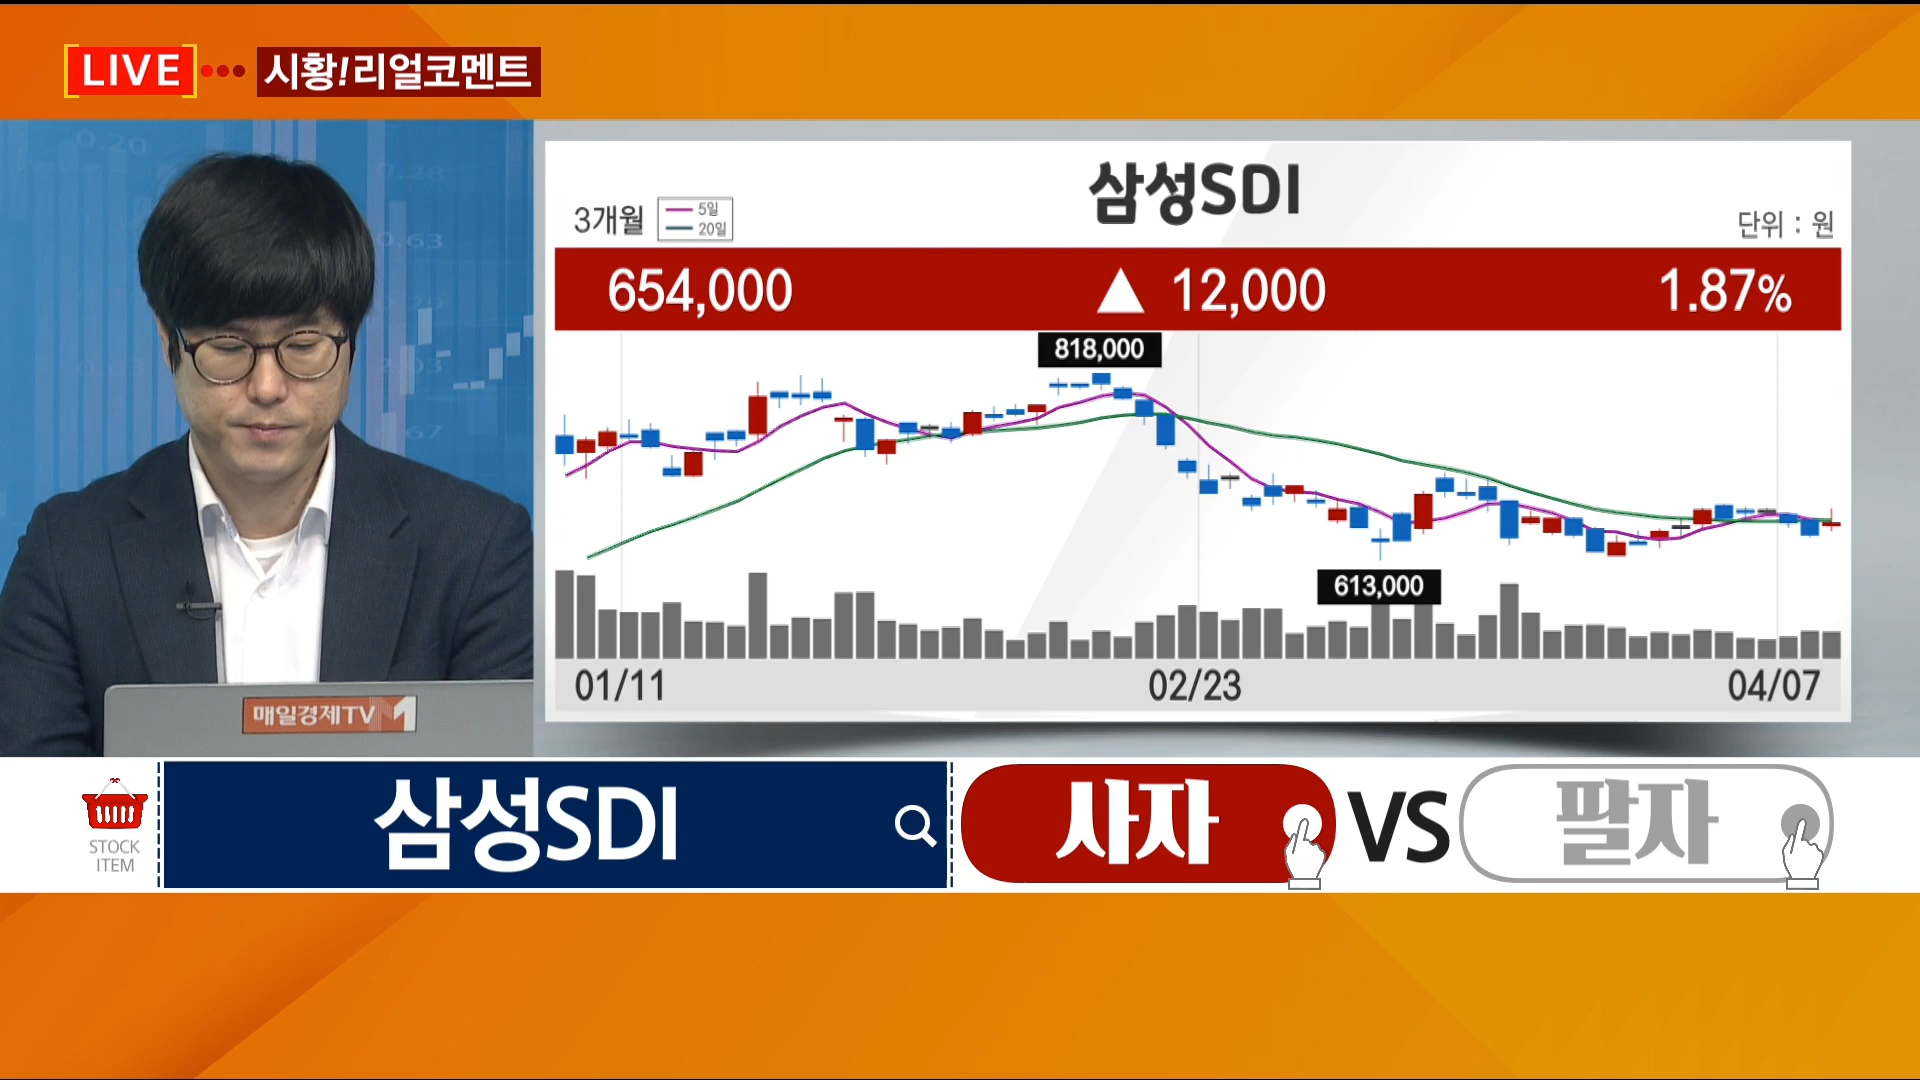 LIVE
시황!리얼코멘트
삼성SDI
3개월
5일
20일
단위 : 원
654,000
▲ 12,000
1.87%
818,000
613,000
01/11
02/23
04/07
매일경제TV M
삼성SDI
사자
VS
팔자
STOCK
ITEM